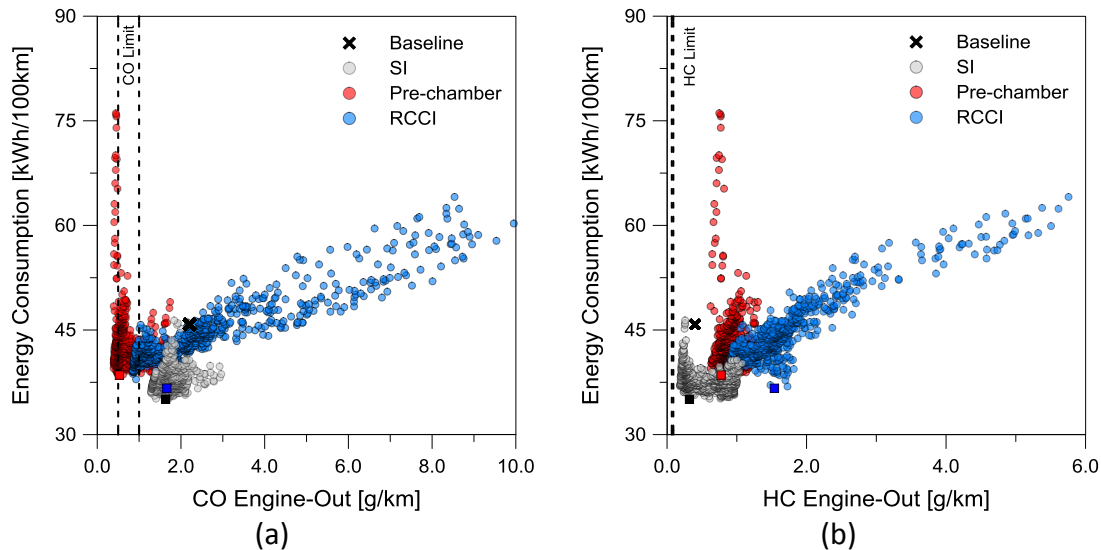 90
75
60
45
30
Energy Consumption [kWh/100km]
CO Limit
Baseline
SI
Pre-chamber
RCCI
0.0 2.0 4.0 6.0 8.0 10.0
CO Engine-Out [g/km]
(a)
90
75
60
45
30
Energy Consumption [kWh/100km]
HC Limit
Baseline
SI
Pre-chamber
RCCI
0.0 2.0 4.0 6.0
HC Engine-Out [g/km]
(b)